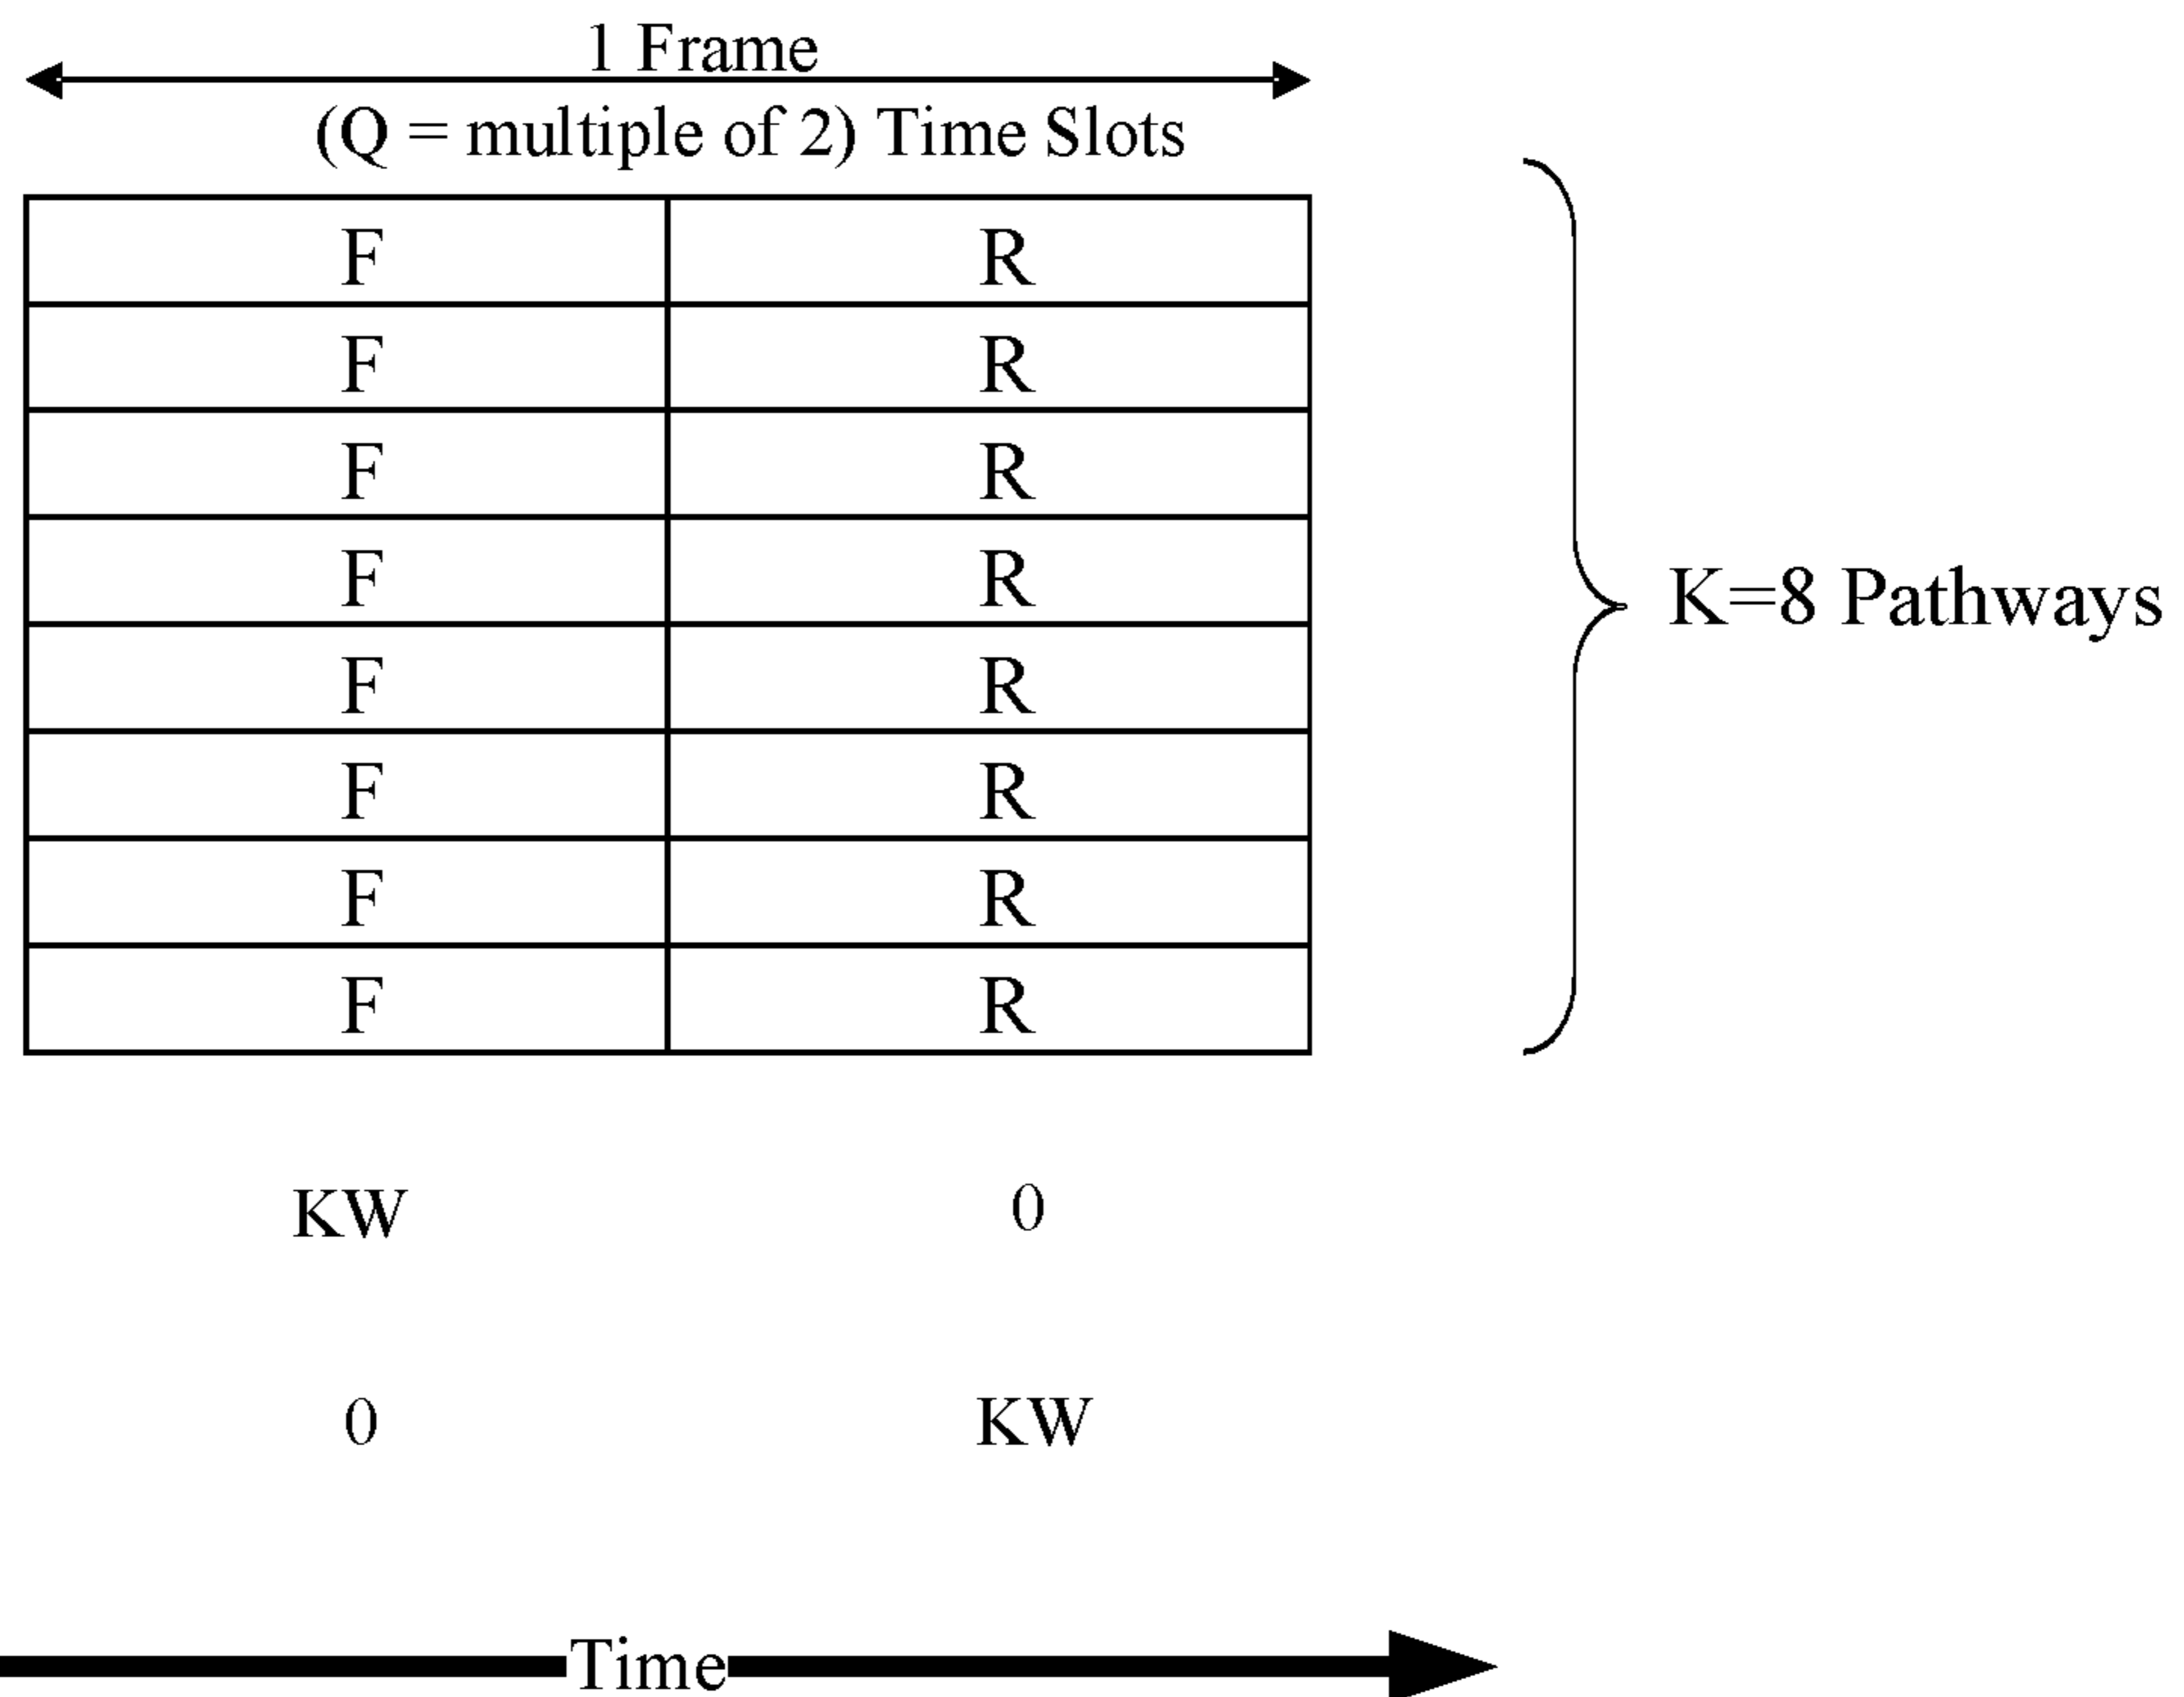 1 Frame
(Q = multiple of 2) Time Slots
F R
F R
F R
F R
F R
F R
F R
F R
K=8 Pathways
KW 0
0 KW
Time